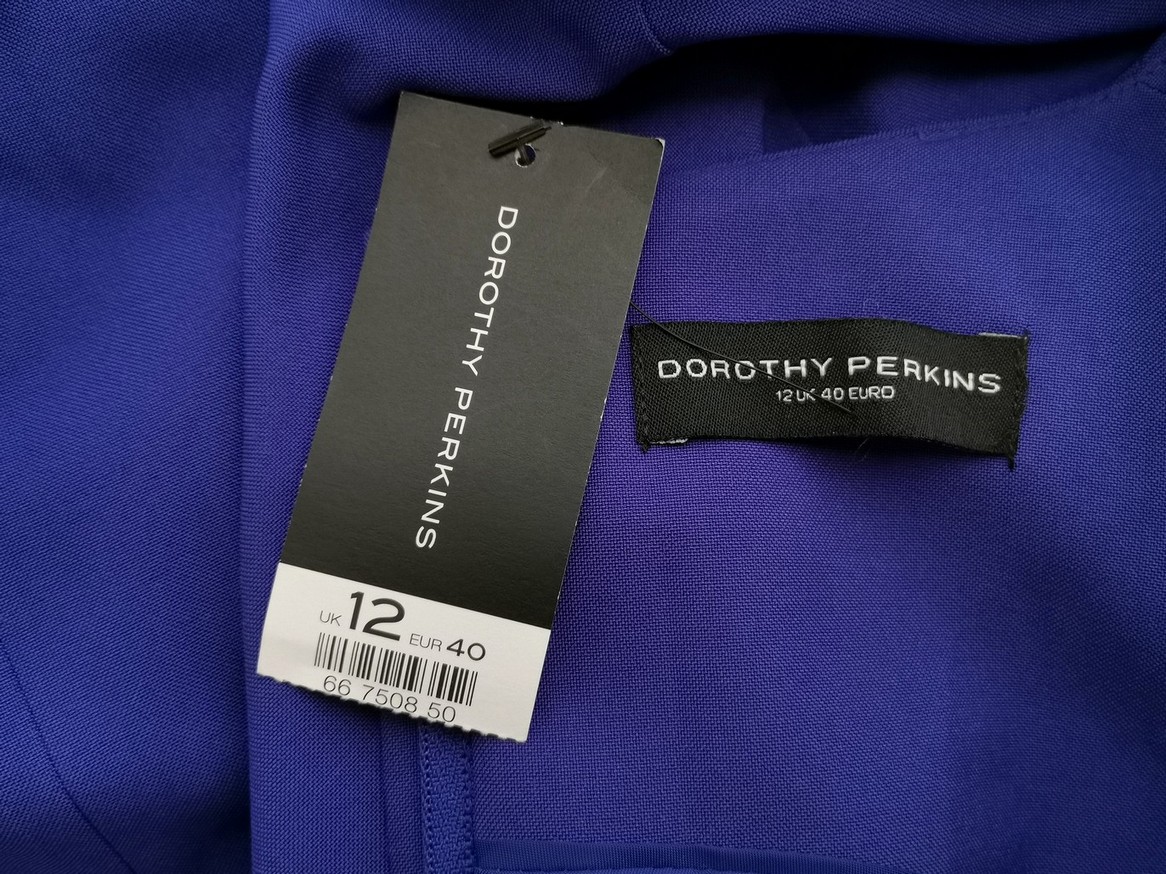 DOROTHY PERKINS
UK 12 EUR 40
66 7508 50
DOROTHY PERKINS
12 UK 40 EURO